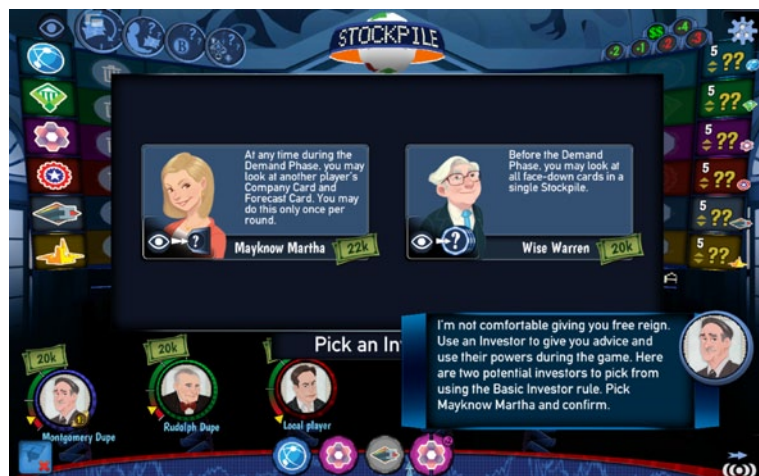 STOCKPILE
$$
+4
+2
+1
-2
-3
B
5
??
5
??
5
??
5
??
5
??
5
??
At any time during the
Demand Phase, you may
look at another player's
Company Card and
Forecast Card. You may
do this only once per
round.
?
Mayknow Martha
22k
Before the Demand
Phase, you may look at
all face-down cards in a
single Stockpile.
?
Wise Warren
20k
Pick an In
I'm not comfortable giving you free reign.
Use an Investor to give you advice and
use their powers during the game. Here
are two potential investors to pick from
using the Basic Investor rule. Pick
Mayknow Martha and confirm.
20k
Montgomery Dupe
20k
Rudolph Dupe
Local player